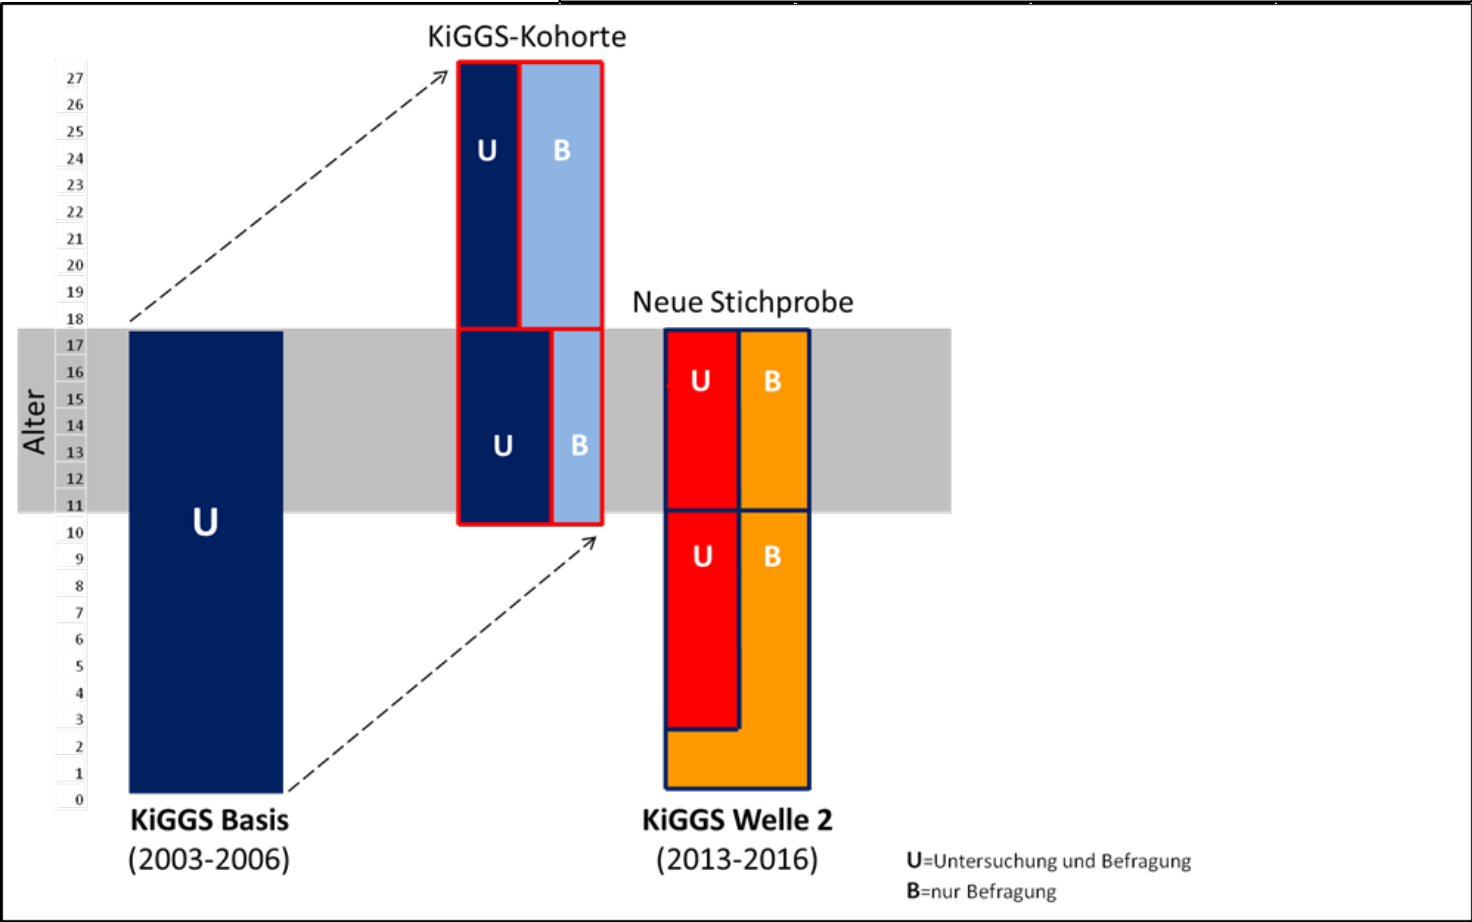 KiGGS-Kohorte
27
26
25
24
23
22
21
20
19
18
17
16
15
14
13
12
11
10
9
8
7
6
5
4
3
2
1
0
Alter
U
U B
U B
Neue Stichprobe
U B
U B
KiGGS Basis
(2003-2006)
KiGGS Welle 2
(2013-2016)
U=Untersuchung und Befragung
B=nur Befragung